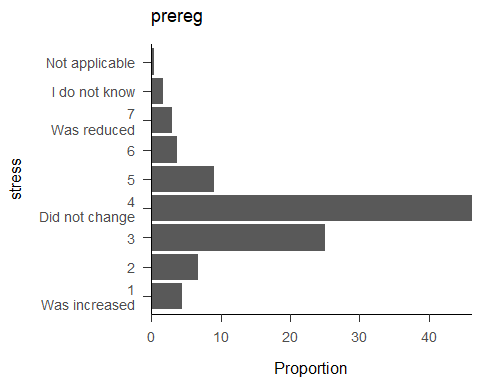 prereg
Not applicable
I do not know
7
Was reduced
6
5
4
Did not change
3
2
1
Was increased
stress
0
10
20
30
40
Proportion